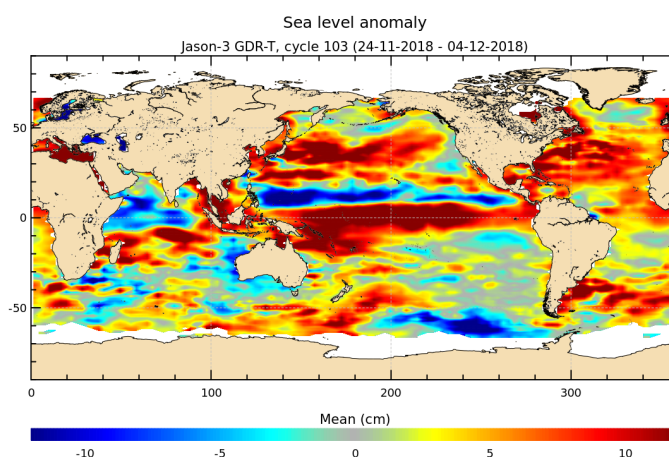 Sea level anomaly
Jason-3 GDR-T, cycle 103 (24-11-2018 - 04-12-2018)
50
0
-50
0 100 200 300
Mean (cm)
-10 -5 0 5 10